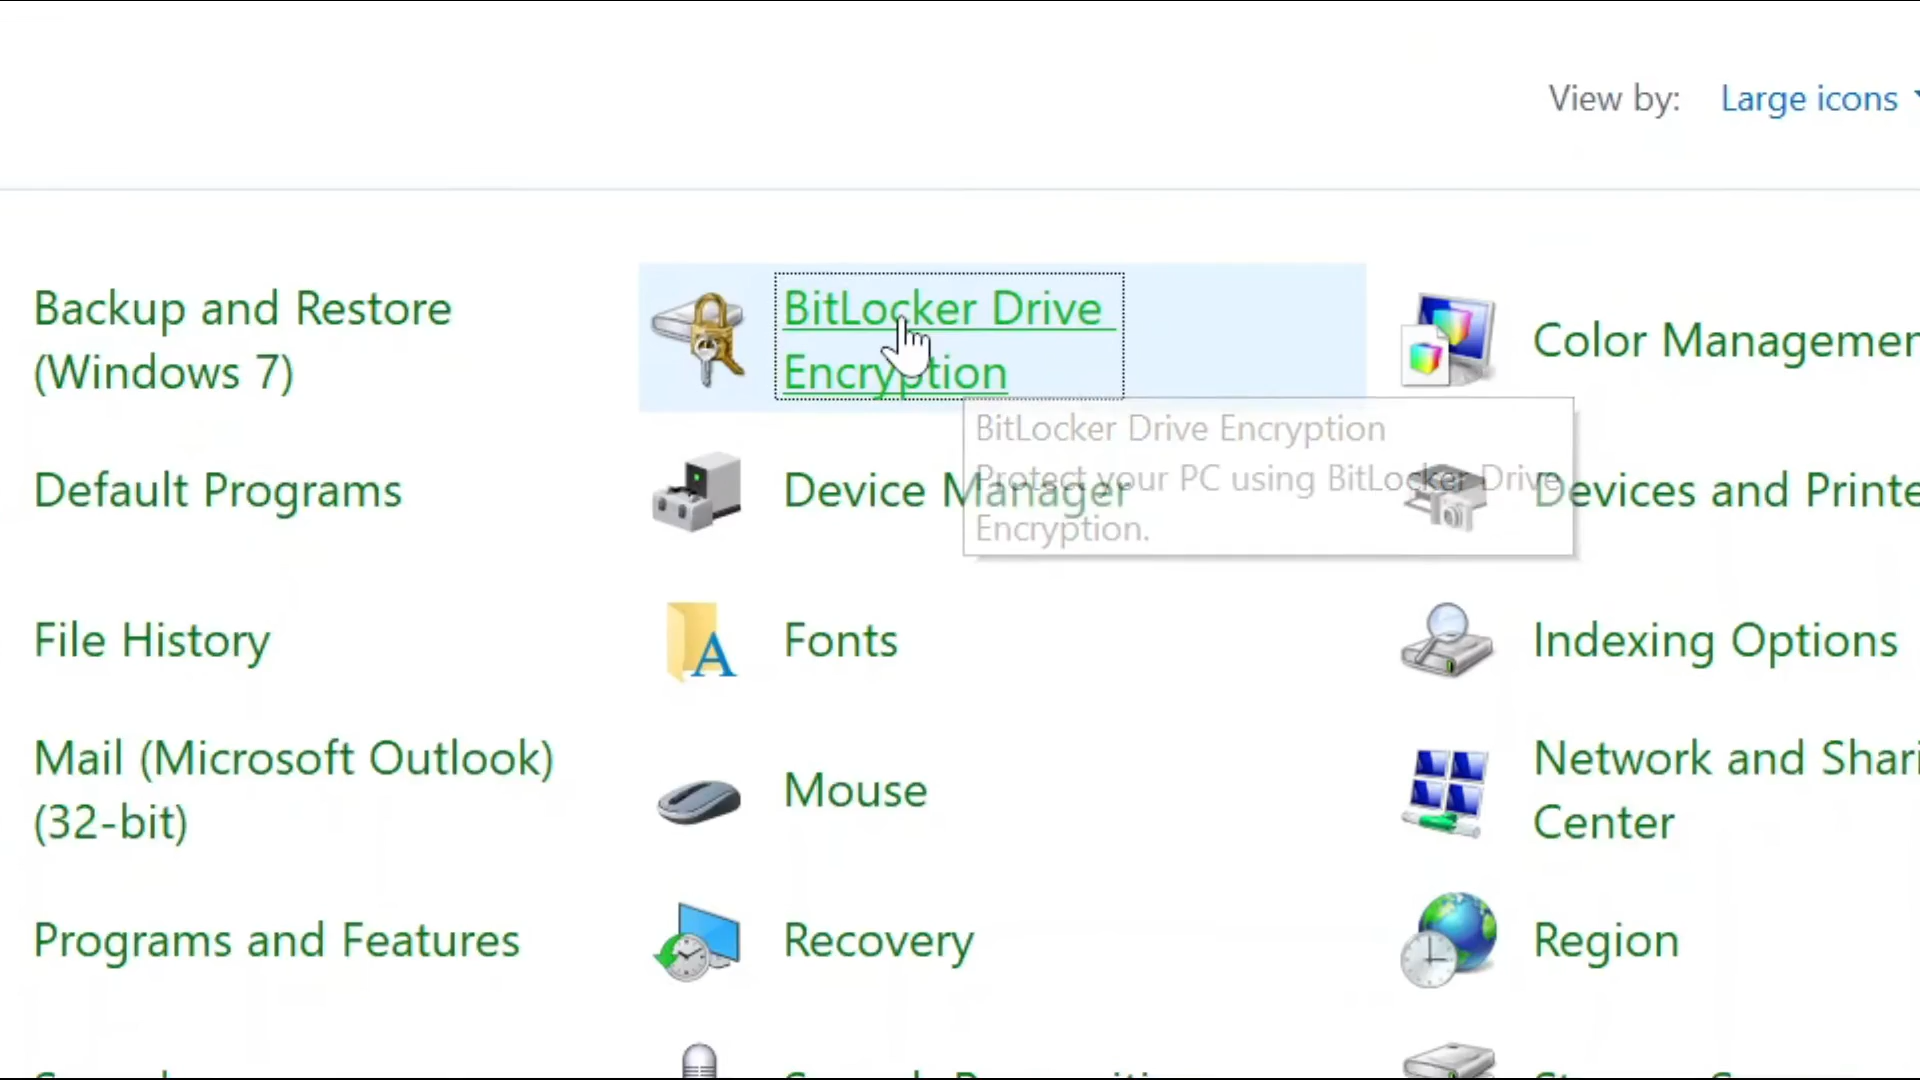 View by: Large icons
Backup and Restore
(Windows 7)
BitLocker Drive
Encryption
Color Managemen
BitLocker Drive Encryption
Protect your PC using BitLocker Drive
Encryption.
Default Programs
Device Manager
Devices and Printe
File History
Fonts
Indexing Options
Mail (Microsoft Outlook)
(32-bit)
Mouse
Network and Shari
Center
Programs and Features
Recovery
Region